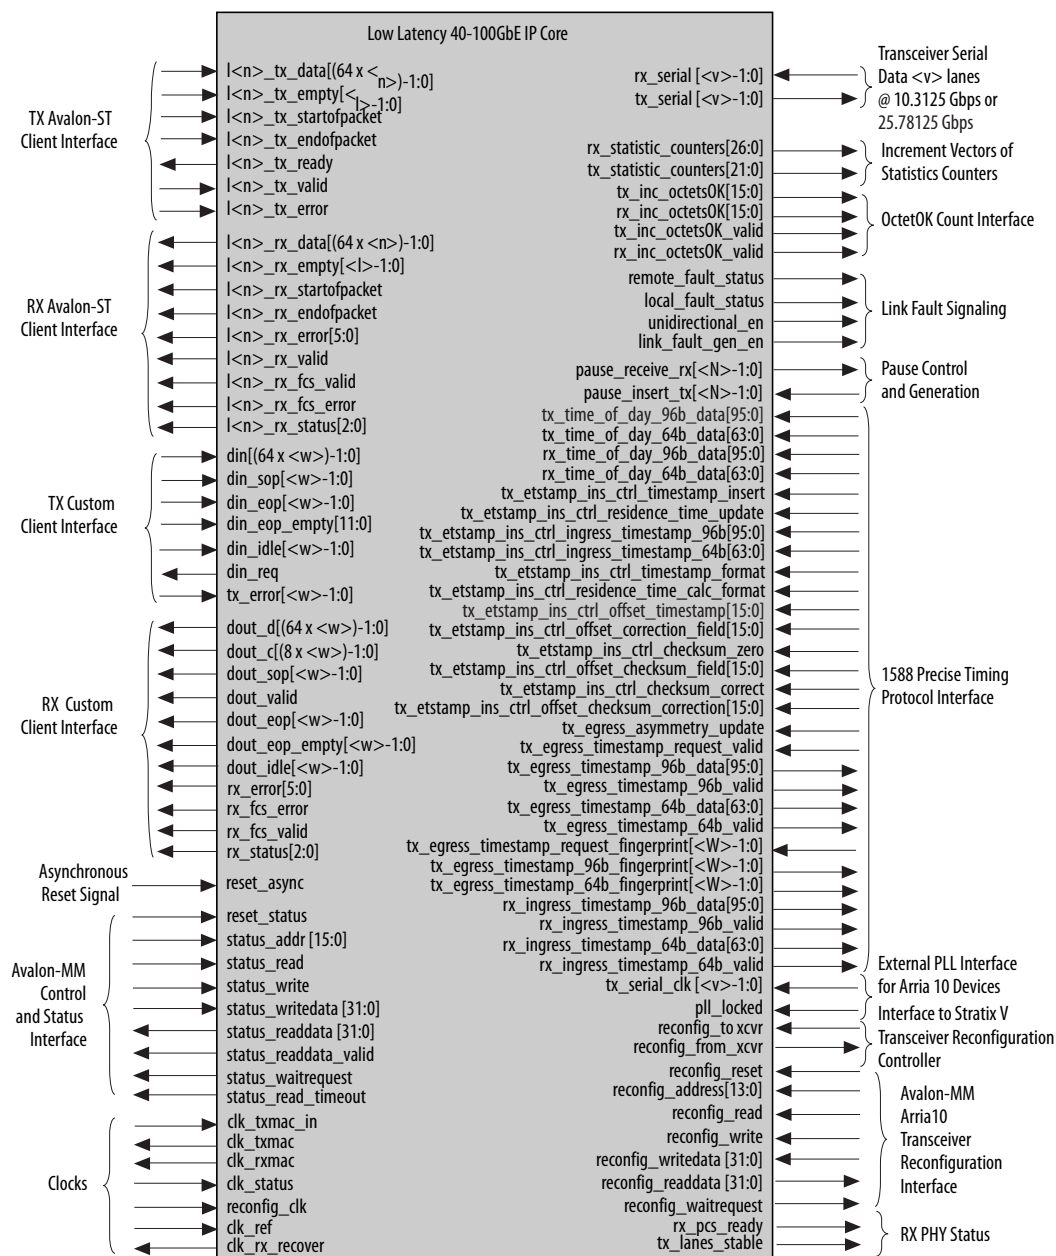 Low Latency 40-100GbE IP Core
TX Avalon-ST
Client Interface
l<n>_tx_data[(64 x <n>)-1:0]
l<n>_tx_empty[<l>-1:0]
l<n>_tx_startofpacket
l<n>_tx_endofpacket
l<n>_tx_ready
l<n>_tx_valid
l<n>_tx_error
RX Avalon-ST
Client Interface
l<n>_rx_data[(64 x <n>)-1:0]
l<n>_rx_empty[<l>-1:0]
l<n>_rx_startofpacket
l<n>_rx_endofpacket
l<n>_rx_error[5:0]
l<n>_rx_valid
l<n>_rx_fcs_valid
l<n>_rx_fcs_error
l<n>_rx_status[2:0]
TX Custom
Client Interface
din[(64 x <w>)-1:0]
din_sop[<w>-1:0]
din_eop[<w>-1:0]
din_eop_empty[11:0]
din_idle[<w>-1:0]
din_req
tx_error[<w>-1:0]
RX Custom
Client Interface
dout_d[(64 x <w>)-1:0]
dout_c[(8 x <w>)-1:0]
dout_sop[<w>-1:0]
dout_valid
dout_eop[<w>-1:0]
dout_eop_empty[<w>-1:0]
dout_idle[<w>-1:0]
rx_error[5:0]
rx_fcs_error
rx_fcs_valid
rx_status[2:0]
Asynchronous
Reset Signal
reset_async
Avalon-MM
Control
and Status
Interface
reset_status
status_addr [15:0]
status_read
status_write
status_writedata [31:0]
status_readdata [31:0]
status_readdata_valid
status_waitrequest
status_read_timeout
Clocks
clk_txmac_in
clk_txmac
clk_rxmac
clk_status
reconfig_clk
clk_ref
clk_rx_recover
rx_serial [<v>-1:0]
tx_serial [<v>-1:0]
Transceiver Serial
Data <v> lanes
@ 10.3125 Gbps or
25.78125 Gbps
rx_statistic_counters[26:0]
tx_statistic_counters[21:0]
Increment Vectors of
Statistics Counters
tx_inc_octetsOK[15:0]
rx_inc_octetsOK[15:0]
tx_inc_octetsOK_valid
rx_inc_octetsOK_valid
OctetOK Count Interface
remote_fault_status
local_fault_status
unidirectional_en
link_fault_gen_en
Link Fault Signaling
pause_receive_rx[<N>-1:0]
pause_insert_tx[<N>-1:0]
Pause Control
and Generation
tx_time_of_day_96b_data[95:0]
tx_time_of_day_64b_data[63:0]
rx_time_of_day_96b_data[95:0]
rx_time_of_day_64b_data[63:0]
tx_etstamp_ins_ctrl_timestamp_insert
tx_etstamp_ins_ctrl_residence_time_update
tx_etstamp_ins_ctrl_ingress_timestamp_96b[95:0]
tx_etstamp_ins_ctrl_ingress_timestamp_64b[63:0]
tx_etstamp_ins_ctrl_timestamp_format
tx_etstamp_ins_ctrl_residence_time_calc_format
tx_etstamp_ins_ctrl_offset_timestamp[15:0]
tx_etstamp_ins_ctrl_offset_correction_field[15:0]
tx_etstamp_ins_ctrl_checksum_zero
tx_etstamp_ins_ctrl_offset_checksum_field[15:0]
tx_etstamp_ins_ctrl_checksum_correct
tx_etstamp_ins_ctrl_offset_checksum_correction[15:0]
tx_egress_asymmetry_update
tx_egress_timestamp_request_valid
tx_egress_timestamp_96b_data[95:0]
tx_egress_timestamp_96b_valid
tx_egress_timestamp_64b_data[63:0]
tx_egress_timestamp_64b_valid
tx_egress_timestamp_request_fingerprint[<W>-1:0]
tx_egress_timestamp_96b_fingerprint[<W>-1:0]
tx_egress_timestamp_64b_fingerprint[<W>-1:0]
rx_ingress_timestamp_96b_data[95:0]
rx_ingress_timestamp_96b_valid
rx_ingress_timestamp_64b_data[63:0]
rx_ingress_timestamp_64b_valid
1588 Precise Timing
Protocol Interface
tx_serial_clk [<v>-1:0]
pll_locked
External PLL Interface
for Arria 10 Devices
reconfig_to xcvr
reconfig_from_xcvr
Interface to Stratix V
Transceiver Reconfiguration
Controller
reconfig_reset
reconfig_address[13:0]
reconfig_read
reconfig_write
reconfig_writedata [31:0]
reconfig_readdata [31:0]
reconfig_waitrequest
Avalon-MM
Arria10
Transceiver
Reconfiguration
Interface
rx_pcs_ready
tx_lanes_stable
RX PHY Status